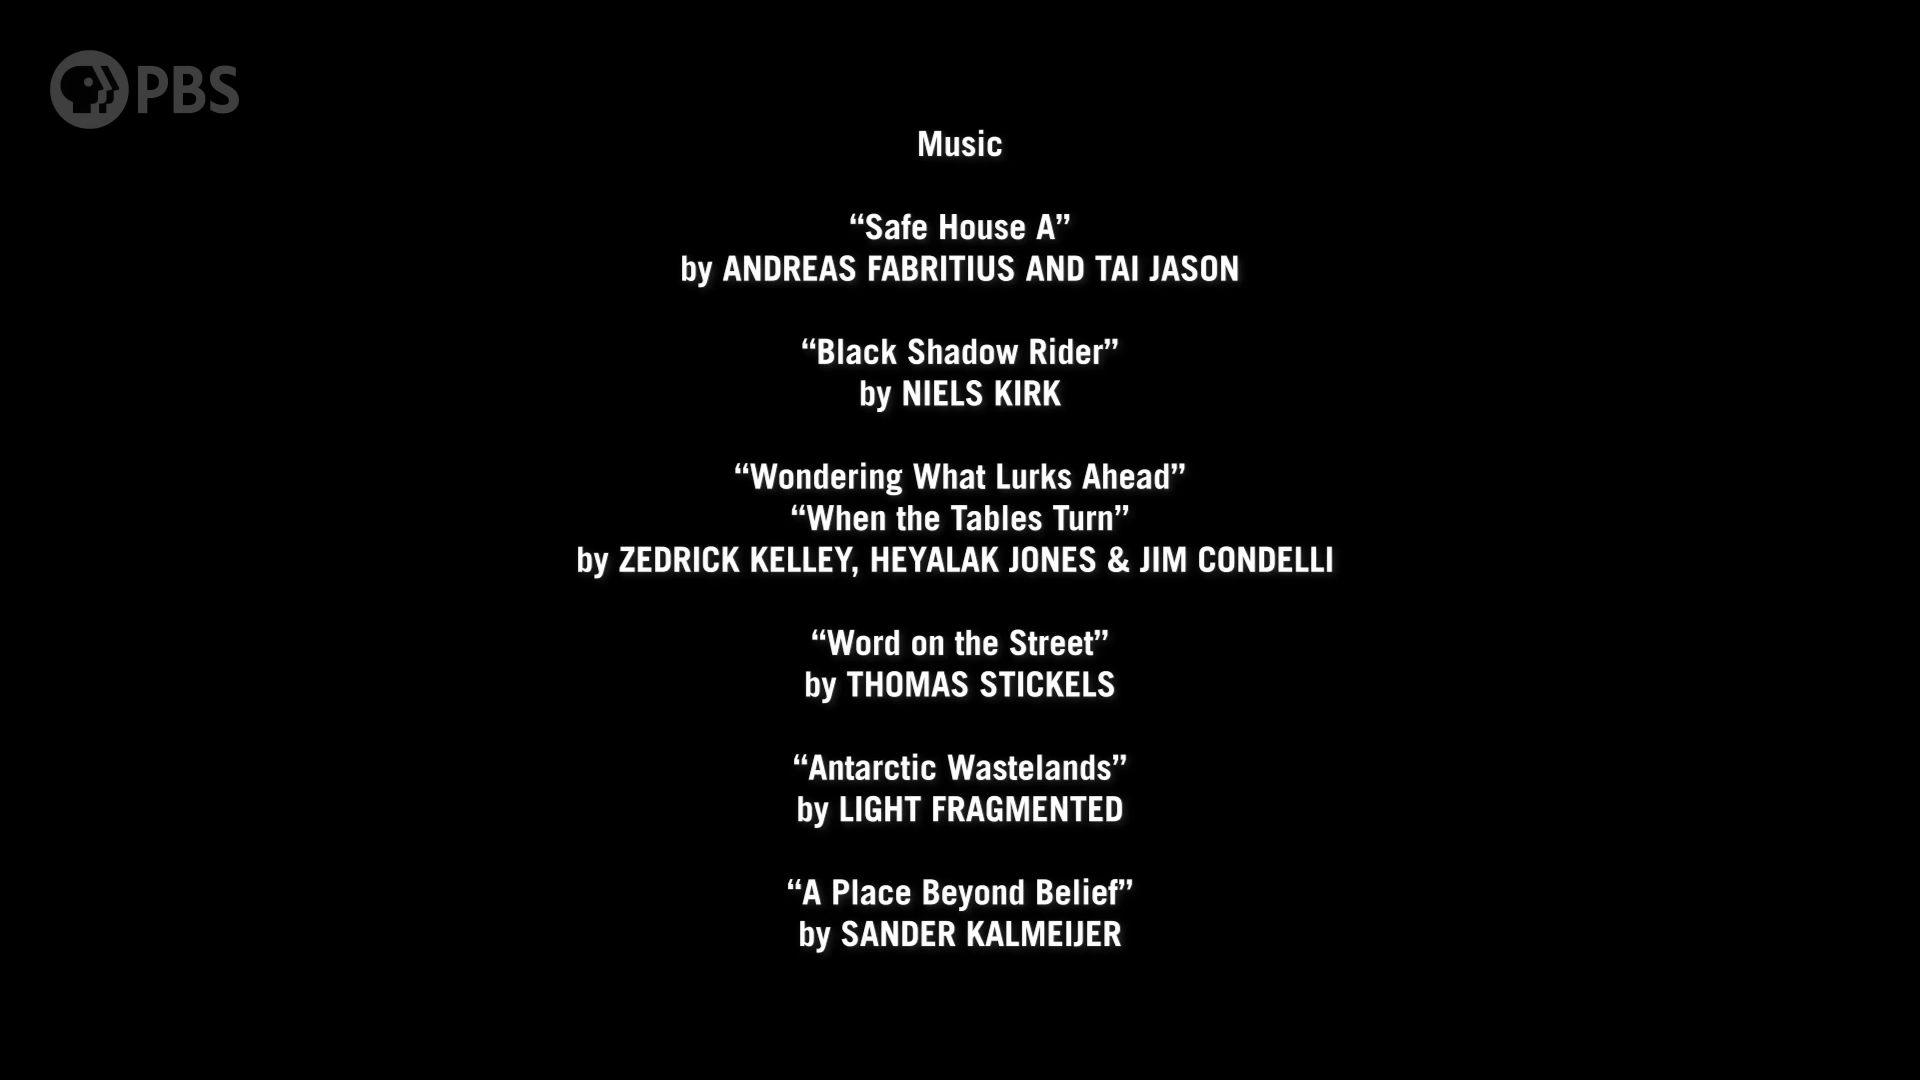 PBS
Music
“Safe House A”
by ANDREAS FABRITIUS AND TAI JASON
“Black Shadow Rider”
by NIELS KIRK
“Wondering What Lurks Ahead”
“When the Tables Turn”
by ZEDRICK KELLEY, HEYALAK JONES & JIM CONDELLI
“Word on the Street”
by THOMAS STICKELS
“Antarctic Wastelands”
by LIGHT FRAGMENTED
“A Place Beyond Belief”
by SANDER KALMEIJER